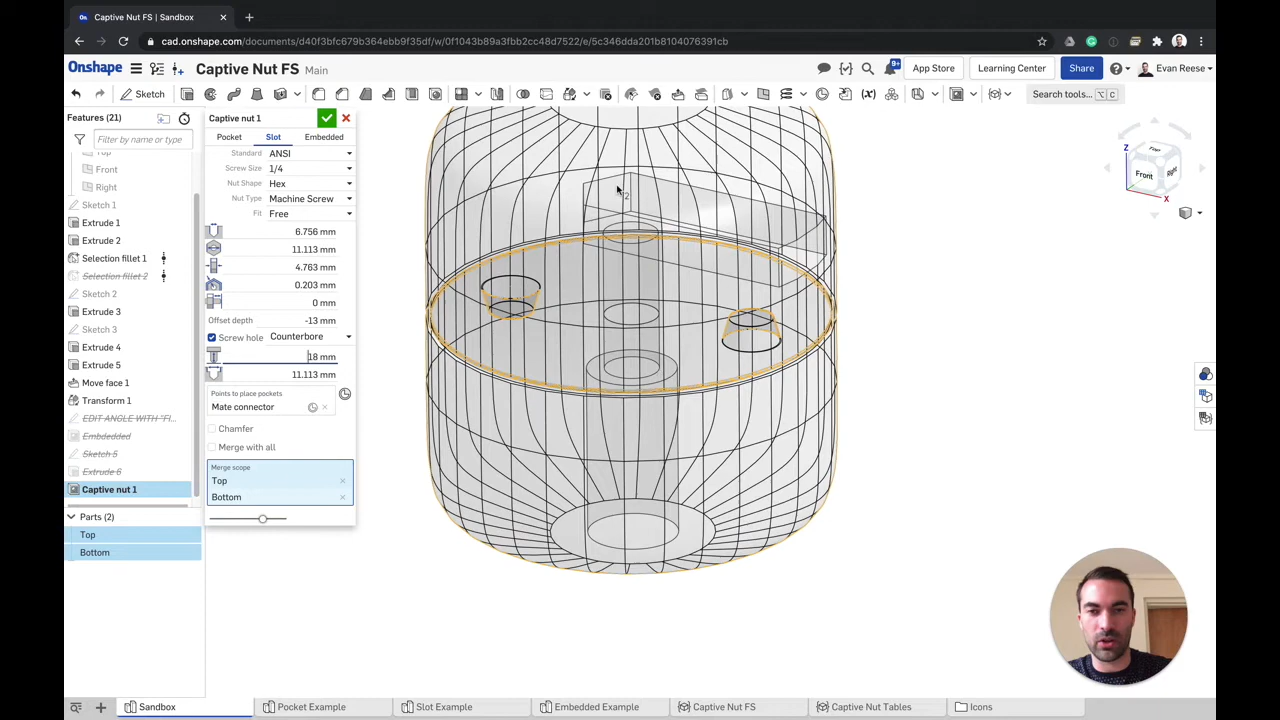 Captive Nut FS | Sandbox
cad.onshape.com/documents/d40f3bfc679b364ebb9f35df/w/0f1043b89a3fbb2cc48d7522/e/5c346dda201b8104076391cb
Onshape
Captive Nut FS Main
9+
App Store
Learning Center
Share
Evan Reese
Sketch
Search tools...
⌥ C
Features (21)
Filter by name or type
Top
Front
Right
Sketch 1
Extrude 1
Extrude 2
Selection fillet 1
Selection fillet 2
Sketch 2
Extrude 3
Sketch 3
Extrude 4
Extrude 5
Move face 1
Transform 1
EDIT ANGLE WITH "FI...
Embdedded
Sketch 5
Extrude 6
Captive nut 1
Parts (2)
Top
Bottom
Captive nut 1
Pocket Slot Embedded
Standard ANSI
Screw Size 1/4
Nut Shape Hex
Nut Type Machine Screw
Fit Free
6.756 mm
11.113 mm
4.763 mm
0.203 mm
0 mm
Offset depth -13 mm
Screw hole Counterbore
18 mm
11.113 mm
Points to place pockets
Mate connector
Chamfer
Merge with all
Merge scope
Top
Bottom
Z
Top
Front
Right
X
Sandbox
Pocket Example
Slot Example
Embedded Example
Captive Nut FS
Captive Nut Tables
Icons